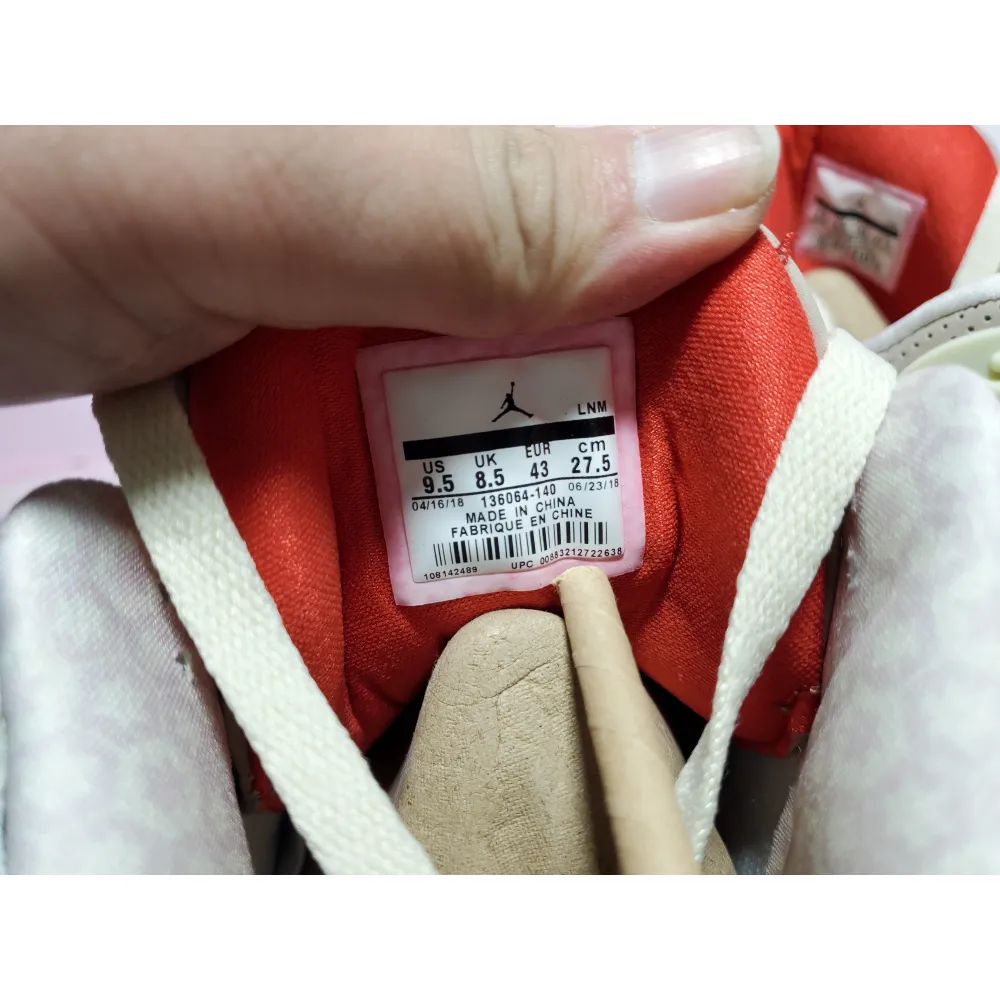 LNM
US UK EUR cm
9.5 8.5 43 27.5
04/16/18 136064-140 06/23/18
MADE IN CHINA
FABRIQUE EN CHINE
108142489 UPC 00883212722638